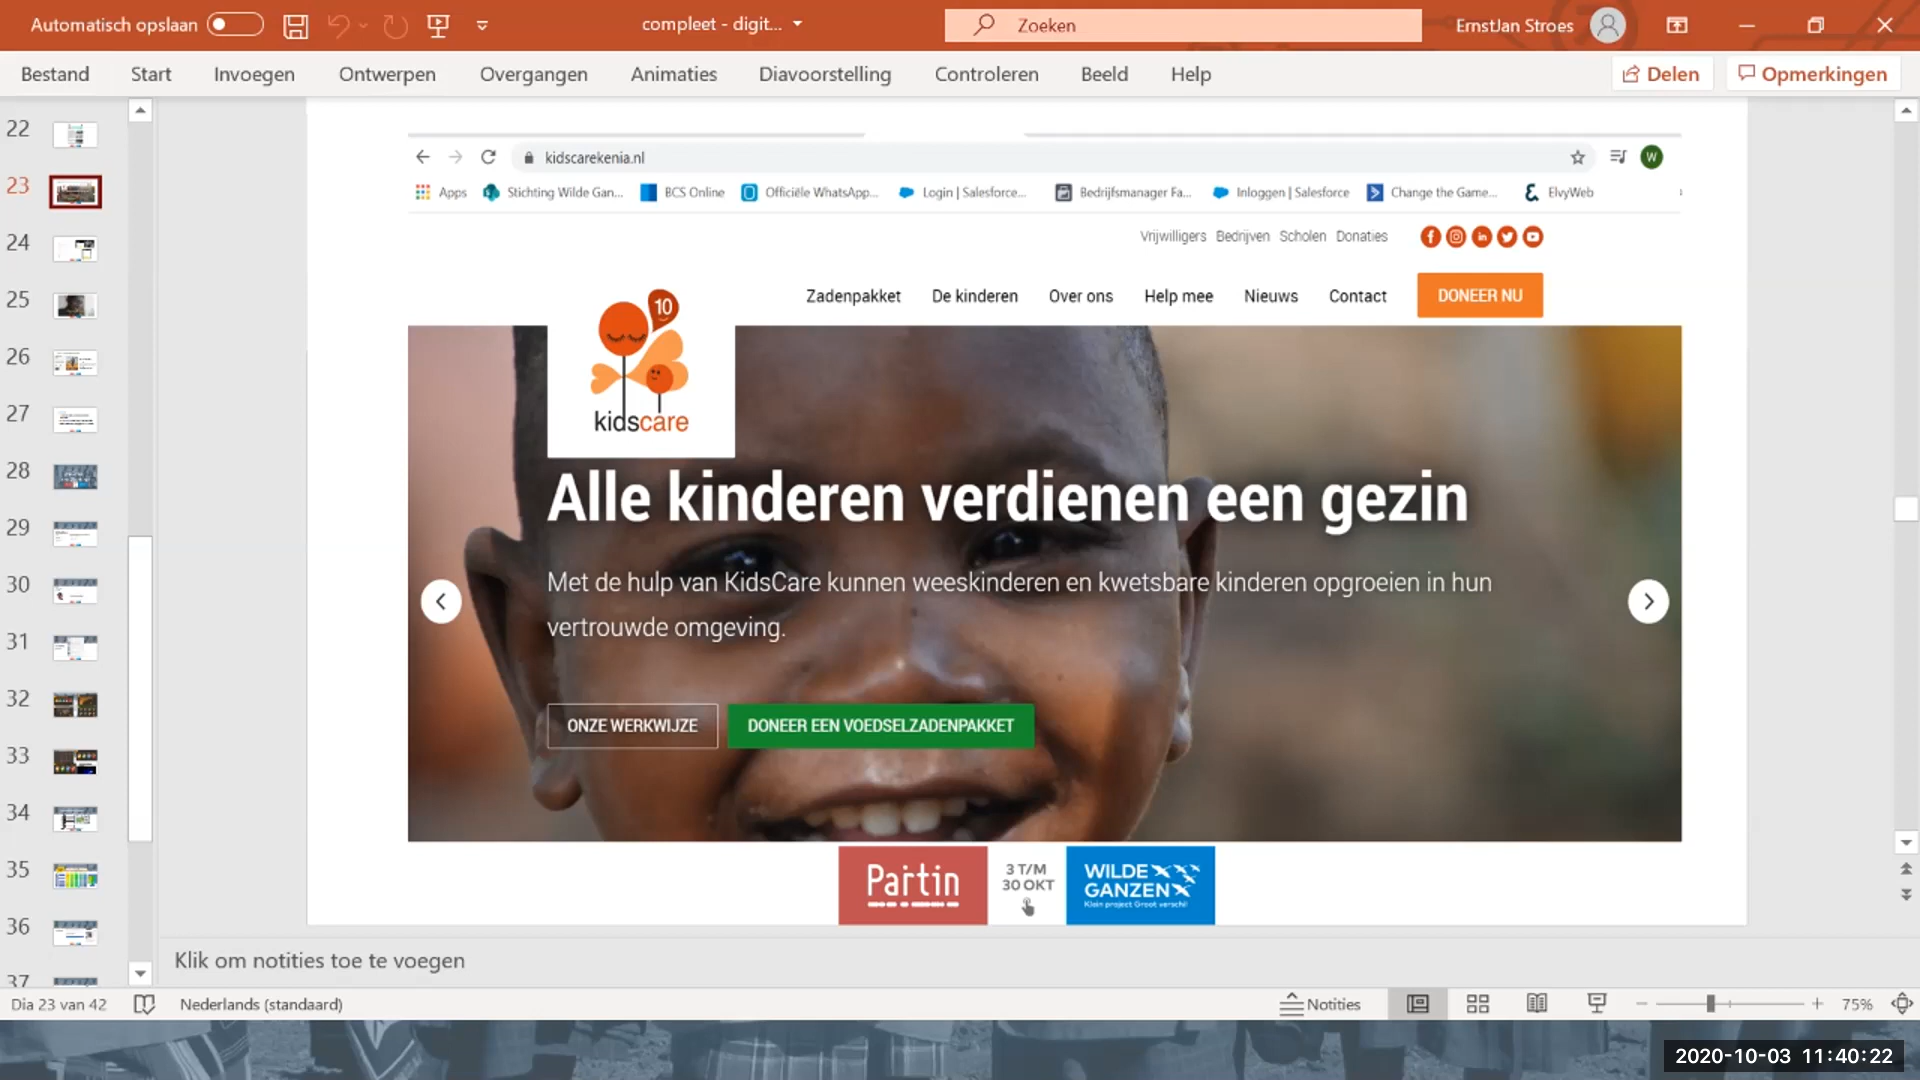 Automatisch opslaan
compleet - digit...
Zoeken
ErnstJan Stroes
Bestand Start Invoegen Ontwerpen Overgangen Animaties Diavoorstelling Controleren Beeld Help
Delen
Opmerkingen
22
23
24
25
26
27
28
29
30
31
32
33
34
35
36
37
kidscarekenia.nl
W
Apps Stichting Wilde Gan... BCS Online Officiële WhatsApp... Login | Salesforce... Bedrijfsmanager Fa... Inloggen | Salesforce Change the Game... ElvyWeb
Vrijwilligers Bedrijven Scholen Donaties
Zadenpakket De kinderen Over ons Help mee Nieuws Contact DONEER NU
10
kidscare
Alle kinderen verdienen een gezin
Met de hulp van KidsCare kunnen weeskinderen en kwetsbare kinderen opgroeien in hun
vertrouwde omgeving.
ONZE WERKWIJZE
DONEER EEN VOEDSELZADENPAKKET
Partin
3 T/M
30 OKT
WILDE
GANZEN
Klein project Groot verschil
Klik om notities toe te voegen
Dia 23 van 42
Nederlands (standaard)
Notities
75%
2020-10-03 11:40:22